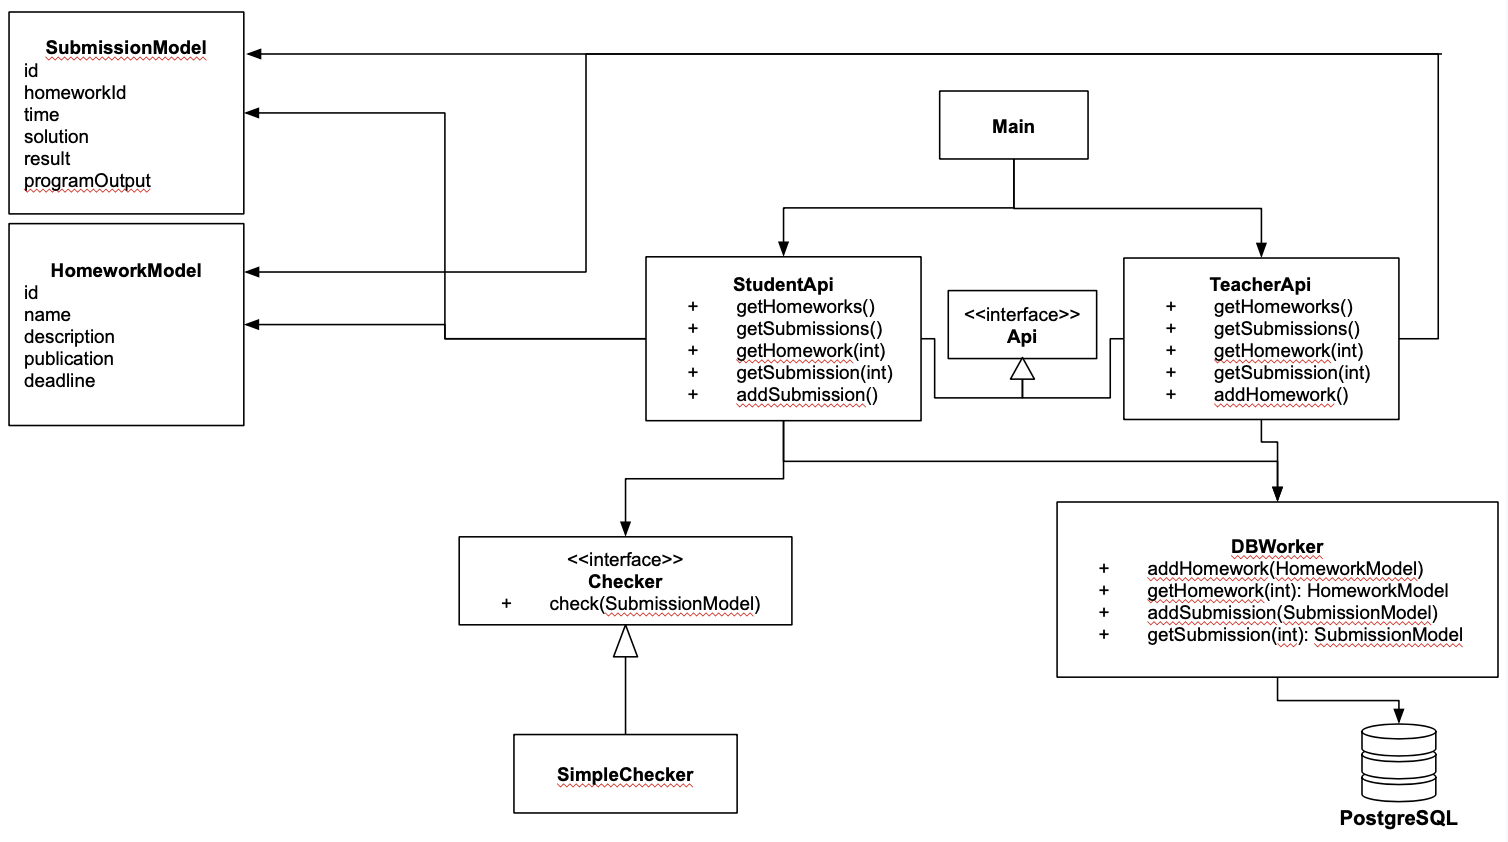 SubmissionModel
id
homeworkId
time
solution
result
programOutput
HomeworkModel
id
name
description
publication
deadline
Main
StudentApi
+ getHomeworks()
+ getSubmissions()
+ getHomework(int)
+ getSubmission(int)
+ addSubmission()
<<interface>>
Api
TeacherApi
+ getHomeworks()
+ getSubmissions()
+ getHomework(int)
+ getSubmission(int)
+ addHomework()
<<interface>>
Checker
+ check(SubmissionModel)
SimpleChecker
DBWorker
+ addHomework(HomeworkModel)
+ getHomework(int): HomeworkModel
+ addSubmission(SubmissionModel)
+ getSubmission(int): SubmissionModel
PostgreSQL